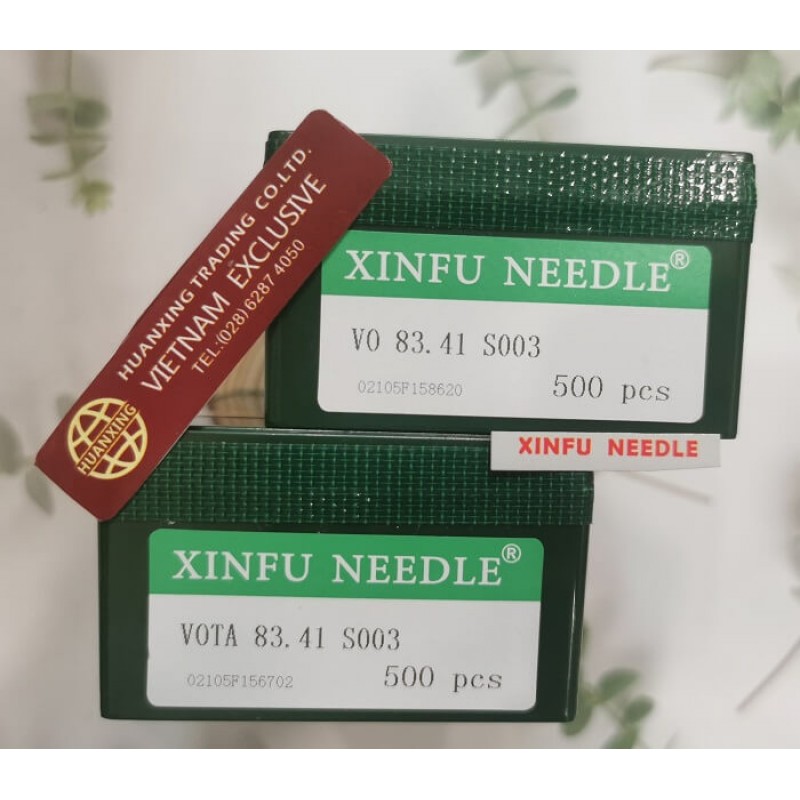 HUANXING TRADING CO.LTD.
VIETNAM EXCLUSIVE
TEL:(028)6287 4050
HUANXING
XINFU NEEDLE®
VO 83.41 S003
02105F158620
500 pcs
XINFU NEEDLE
XINFU NEEDLE®
VOTA 83.41 S003
02105F156702
500 pcs